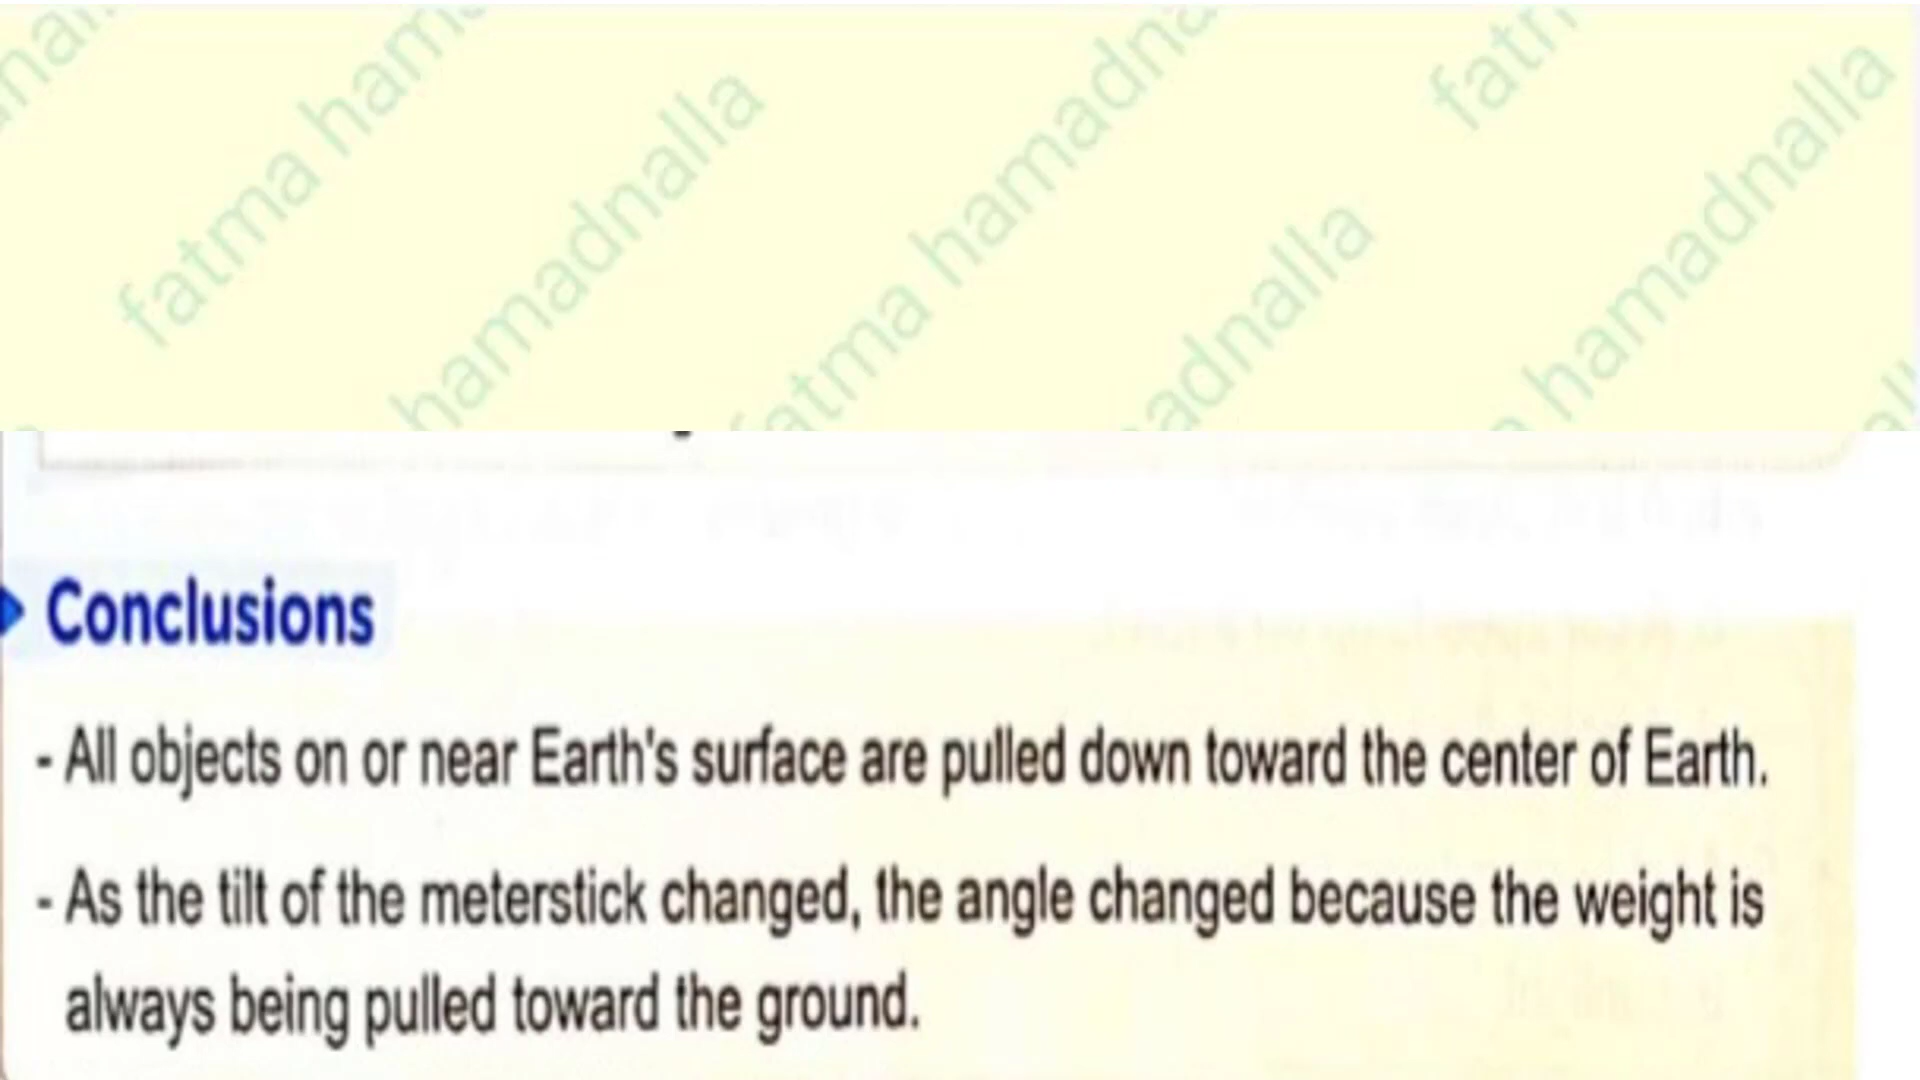 fatma hamadnalla
fatma hamadnalla
Conclusions
- All objects on or near Earth's surface are pulled down toward the center of Earth.
- As the tilt of the meterstick changed, the angle changed because the weight is
always being pulled toward the ground.